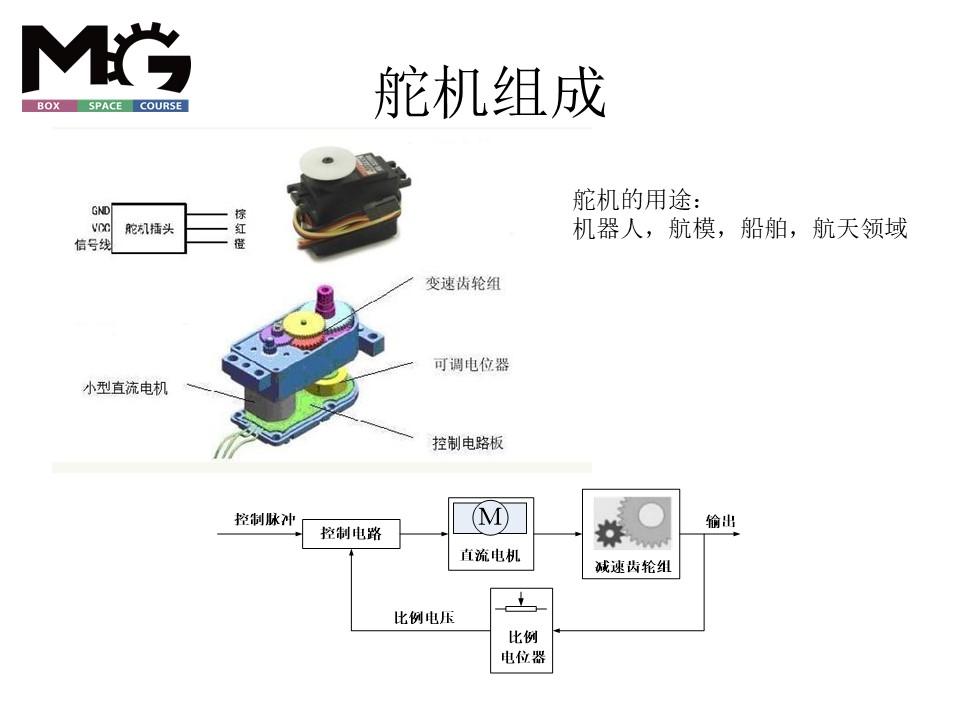 MG
BOX SPACE COURSE
舵机组成
舵机的用途：
机器人，航模，船舶，航天领域
GND
VCC
信号线
舵机插头
棕
红
橙
变速齿轮组
可调电位器
小型直流电机
控制电路板
控制脉冲
控制电路
M
直流电机
减速齿轮组
输出
比例电压
比例
电位器